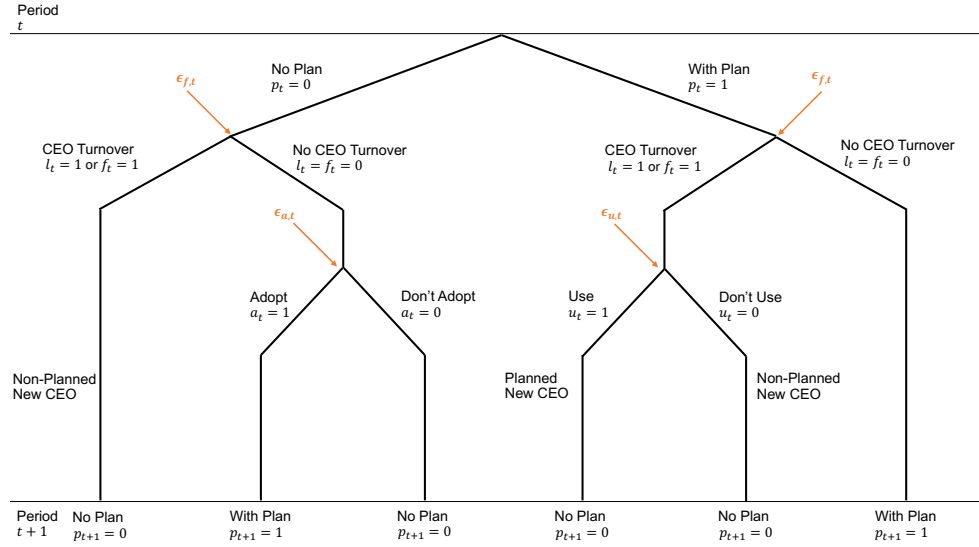 Period
t
No Plan
p_t = 0
With Plan
p_t = 1
ϵ_{f,t}
ϵ_{f,t}
CEO Turnover
l_t = 1 or f_t = 1
No CEO Turnover
l_t = f_t = 0
CEO Turnover
l_t = 1 or f_t = 1
No CEO Turnover
l_t = f_t = 0
ϵ_{a,t}
ϵ_{u,t}
Adopt
a_t = 1
Don't Adopt
a_t = 0
Use
u_t = 1
Don't Use
u_t = 0
Non-Planned
New CEO
Planned
New CEO
Non-Planned
New CEO
Period
t + 1
No Plan
p_{t+1} = 0
With Plan
p_{t+1} = 1
No Plan
p_{t+1} = 0
No Plan
p_{t+1} = 0
No Plan
p_{t+1} = 0
With Plan
p_{t+1} = 1